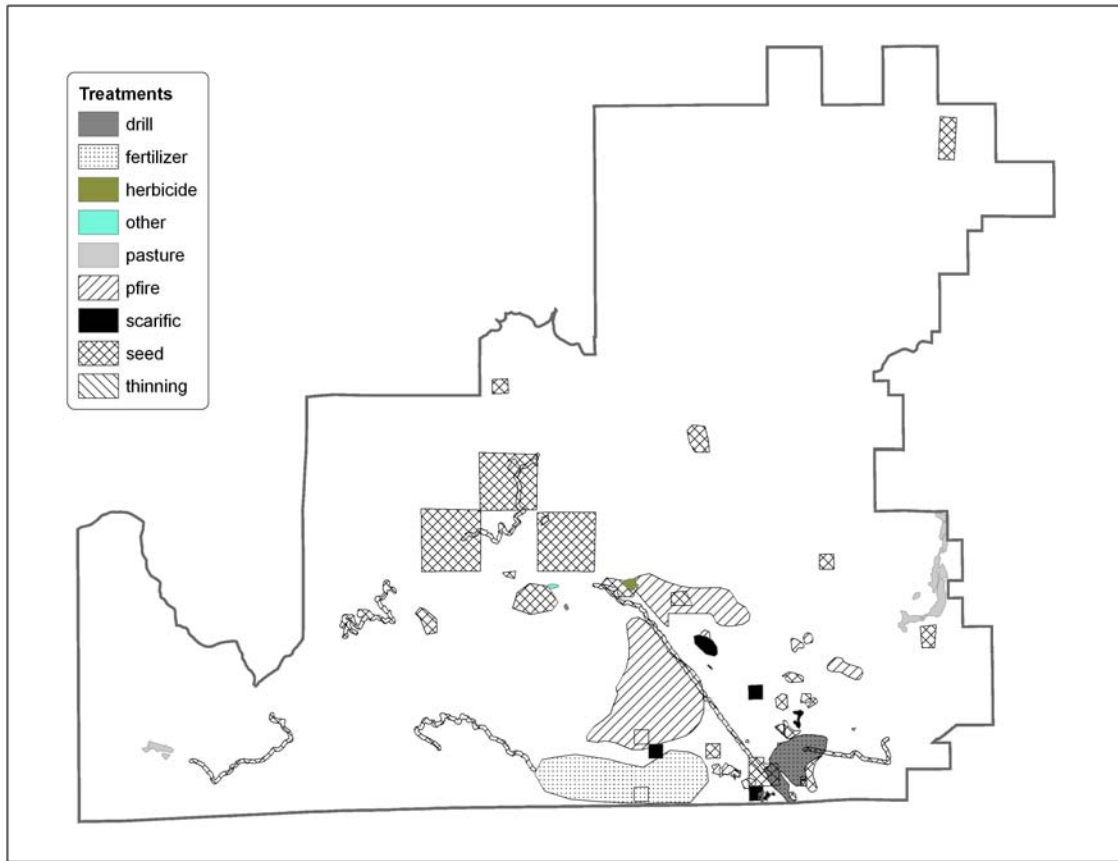 Treatments
drill
fertilizer
herbicide
other
pasture
pfire
scarific
seed
thinning